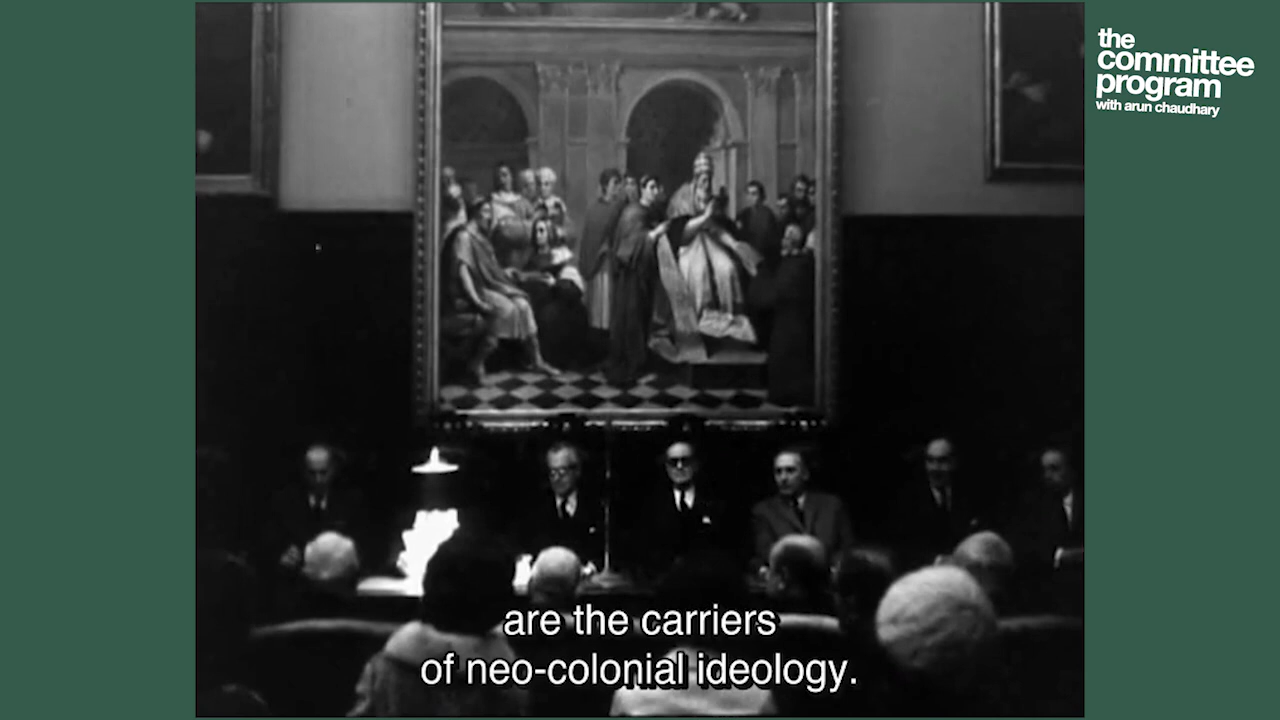 the
committee
program
with arun chaudhary
are the carriers
of neo-colonial ideology.